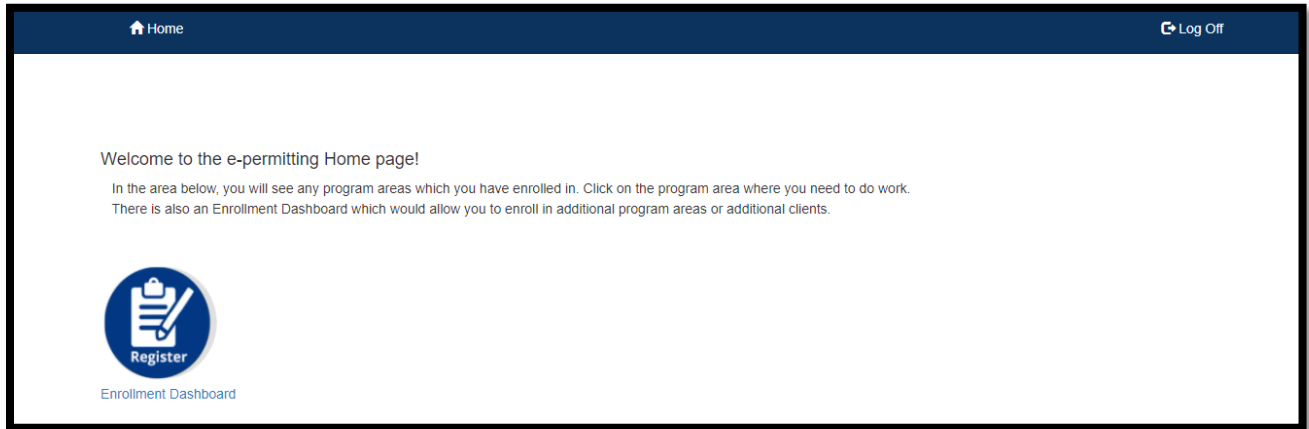 Home
Log Off
Welcome to the e-permitting Home page!
In the area below, you will see any program areas which you have enrolled in. Click on the program area where you need to do work.
There is also an Enrollment Dashboard which would allow you to enroll in additional program areas or additional clients.
Register
Enrollment Dashboard